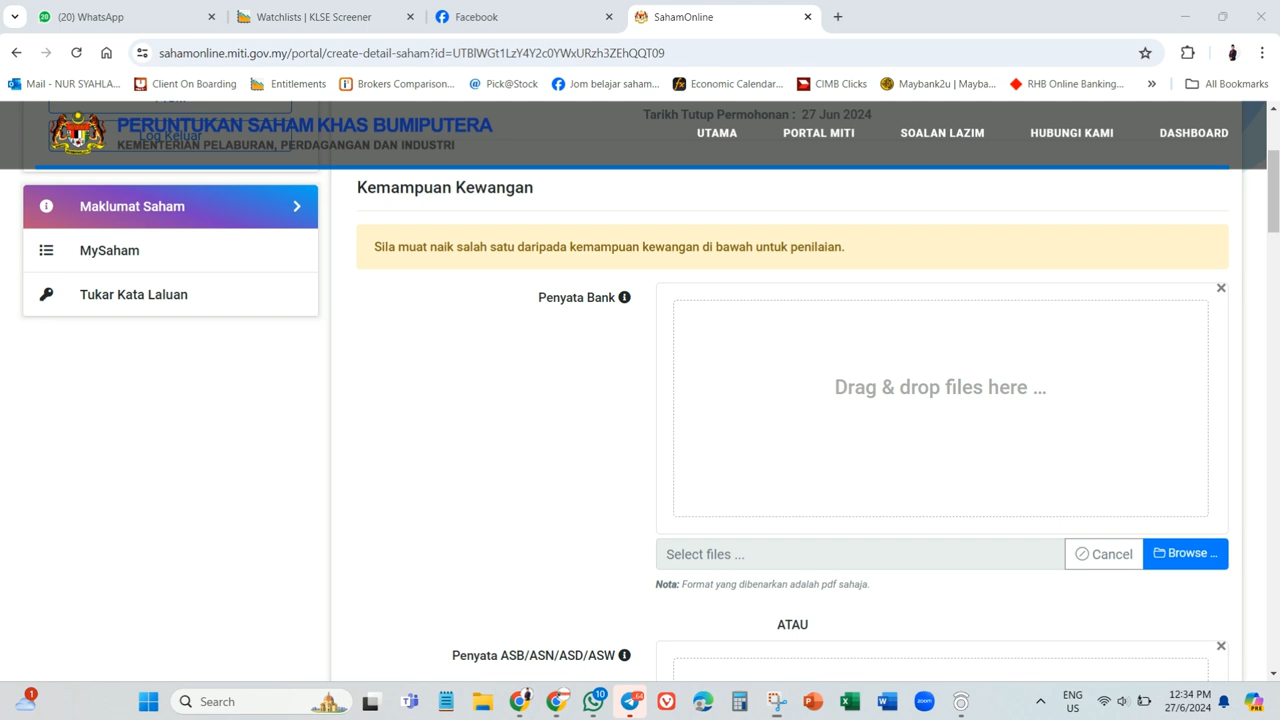 (20) WhatsApp
Watchlists | KLSE Screener
Facebook
SahamOnline
sahamonline.miti.gov.my/portal/create-detail-saham?id=UTBlWGt1LzY4Y2c0YWxURzh3ZEhQQT09
Mail - NUR SYAHLA...
Client On Boarding
Entitlements
Brokers Comparison...
Pick@Stock
Jom belajar saham...
Economic Calendar...
CIMB Clicks
Maybank2u | Mayba...
RHB Online Banking...
All Bookmarks
Tarikh Tutup Permohonan : 27 Jun 2024
PERUNTUKAN SAHAM KHAS BUMIPUTERA
Log Keluar
KEMENTERIAN PELABURAN, PERDAGANGAN DAN INDUSTRI
UTAMA
PORTAL MITI
SOALAN LAZIM
HUBUNGI KAMI
DASHBOARD
Maklumat Saham
MySaham
Tukar Kata Laluan
Kemampuan Kewangan
Sila muat naik salah satu daripada kemampuan kewangan di bawah untuk penilaian.
Penyata Bank
Drag & drop files here …
Select files ...
Cancel
Browse ...
Nota: Format yang dibenarkan adalah pdf sahaja.
ATAU
Penyata ASB/ASN/ASD/ASW
1
Search
10
64
zoom
ENG
US
12:34 PM
27/6/2024
PRE